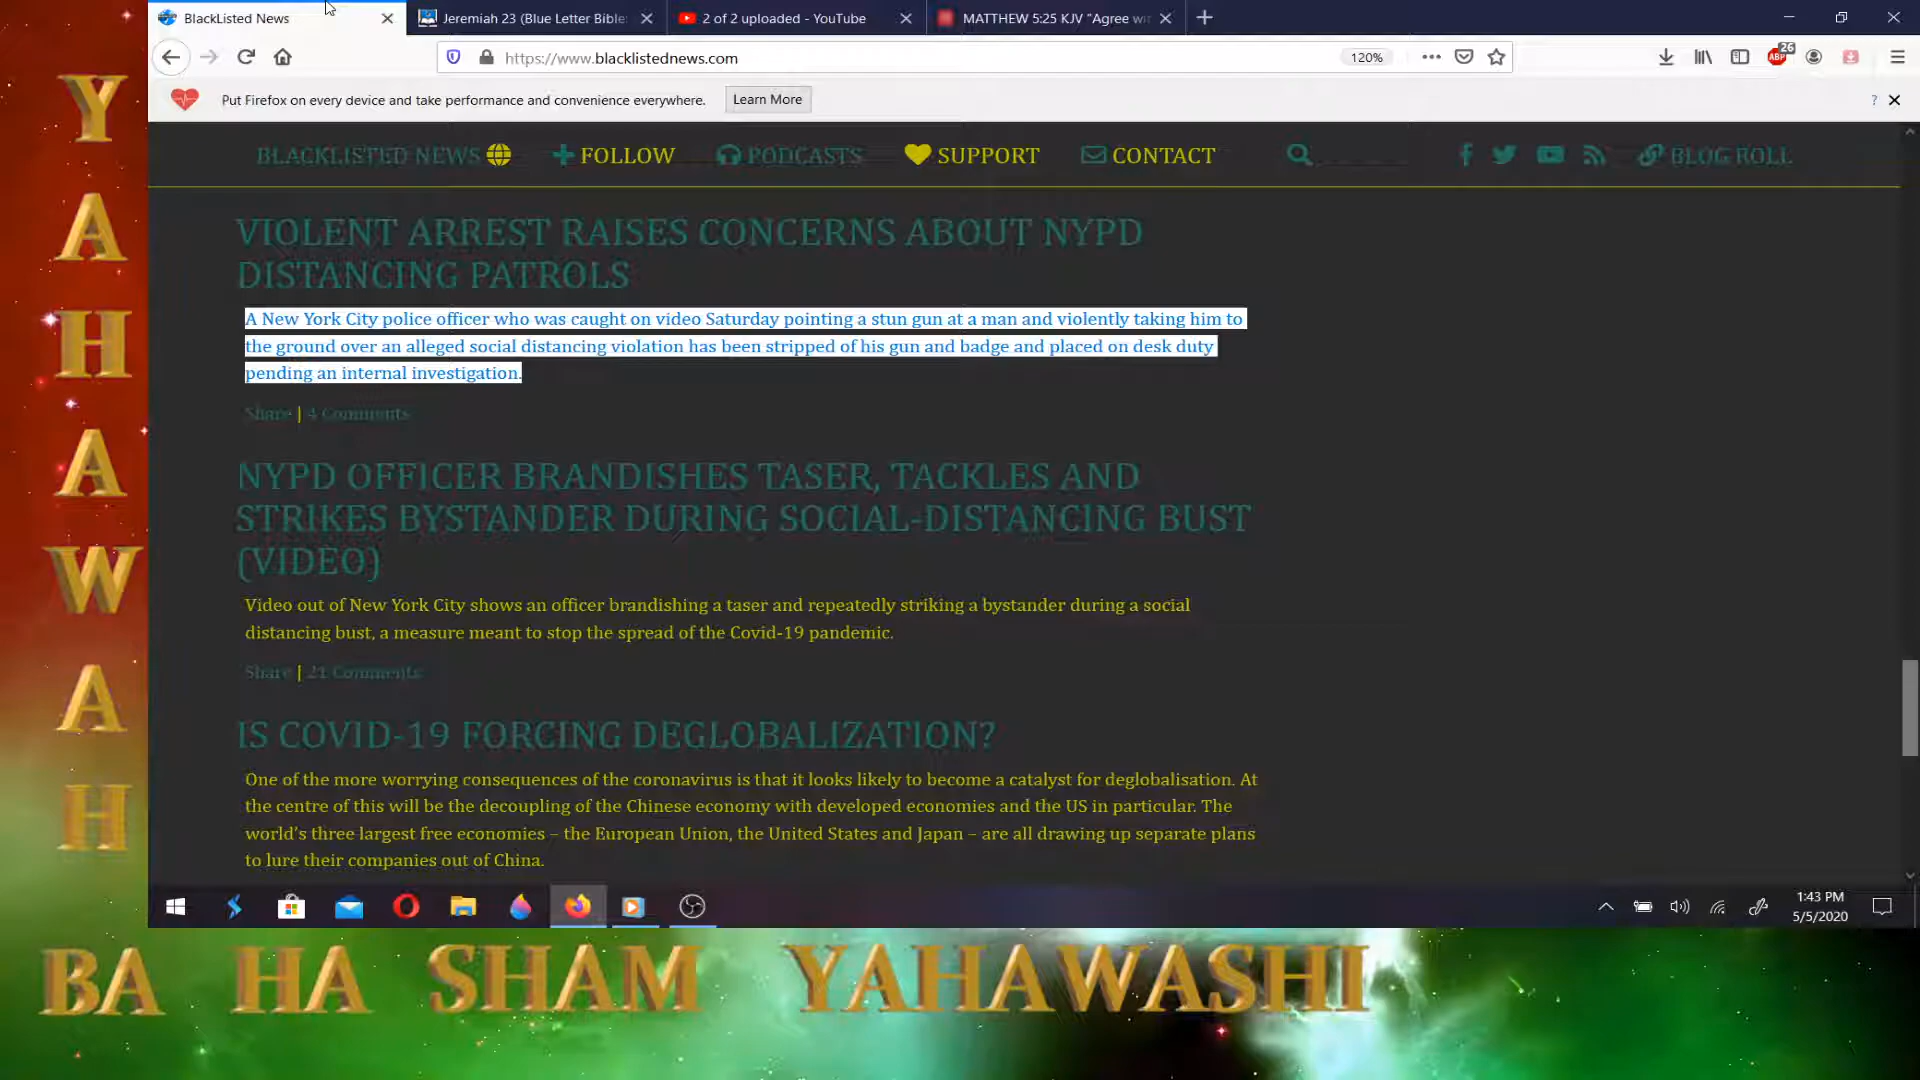 BlackListed News
Jeremiah 23 (Blue Letter Bible:
2 of 2 uploaded - YouTube
MATTHEW 5:25 KJV "Agree wi
https://www.blacklistednews.com
120%
26
ABP
Put Firefox on every device and take performance and convenience everywhere.
Learn More
BLACKLISTED NEWS
FOLLOW
PODCASTS
SUPPORT
CONTACT
BLOG ROLL
VIOLENT ARREST RAISES CONCERNS ABOUT NYPD
DISTANCING PATROLS
A New York City police officer who was caught on video Saturday pointing a stun gun at a man and violently taking him to
the ground over an alleged social distancing violation has been stripped of his gun and badge and placed on desk duty
pending an internal investigation.
Share | 4 Comments
NYPD OFFICER BRANDISHES TASER, TACKLES AND
STRIKES BYSTANDER DURING SOCIAL-DISTANCING BUST
(VIDEO)
Video out of New York City shows an officer brandishing a taser and repeatedly striking a bystander during a social
distancing bust, a measure meant to stop the spread of the Covid-19 pandemic.
Share | 21 Comments
IS COVID-19 FORCING DEGLOBALIZATION?
One of the more worrying consequences of the coronavirus is that it looks likely to become a catalyst for deglobalisation. At
the centre of this will be the decoupling of the Chinese economy with developed economies and the US in particular. The
world's three largest free economies – the European Union, the United States and Japan – are all drawing up separate plans
to lure their companies out of China.
1:43 PM
5/5/2020
Y
A
H
A
W
A
H
BA HA SHAM YAHAWASHI